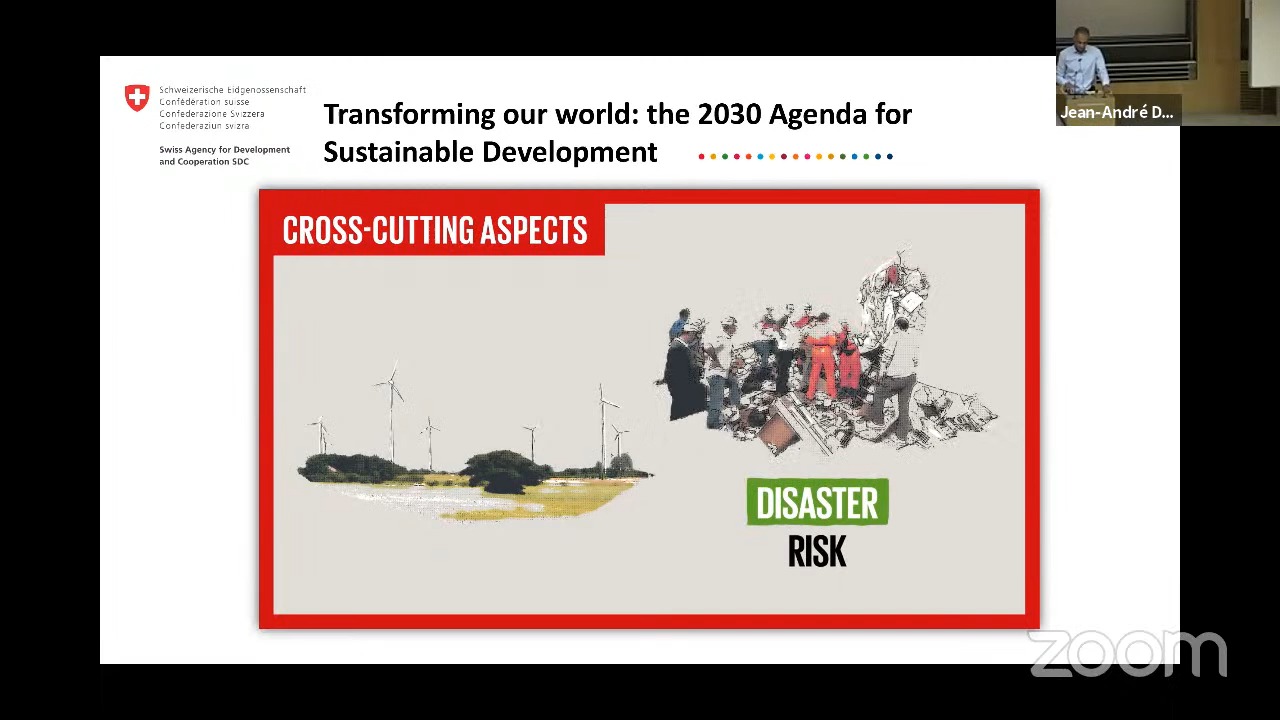 Schweizerische Eidgenossenschaft
Confédération suisse
Confederazione Svizzera
Confederaziun svizra
Swiss Agency for Development
and Cooperation SDC
Transforming our world: the 2030 Agenda for
Sustainable Development
Jean-André D...
CROSS-CUTTING ASPECTS
DISASTER
RISK
zoom